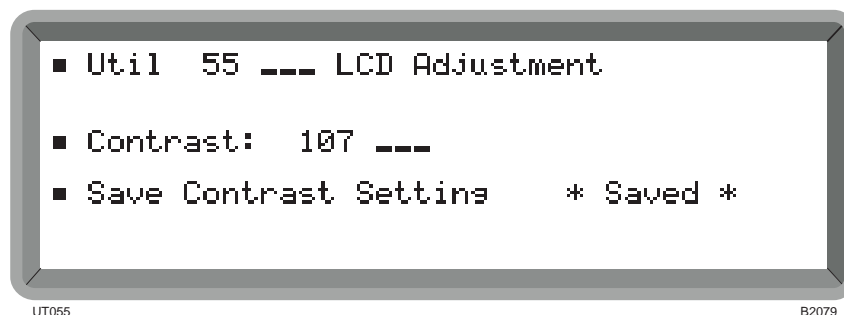 ▪ Util 55 ___ LCD Adjustment
▪ Contrast: 107 ___
▪ Save Contrast Setting * Saved *
UT055 B2079